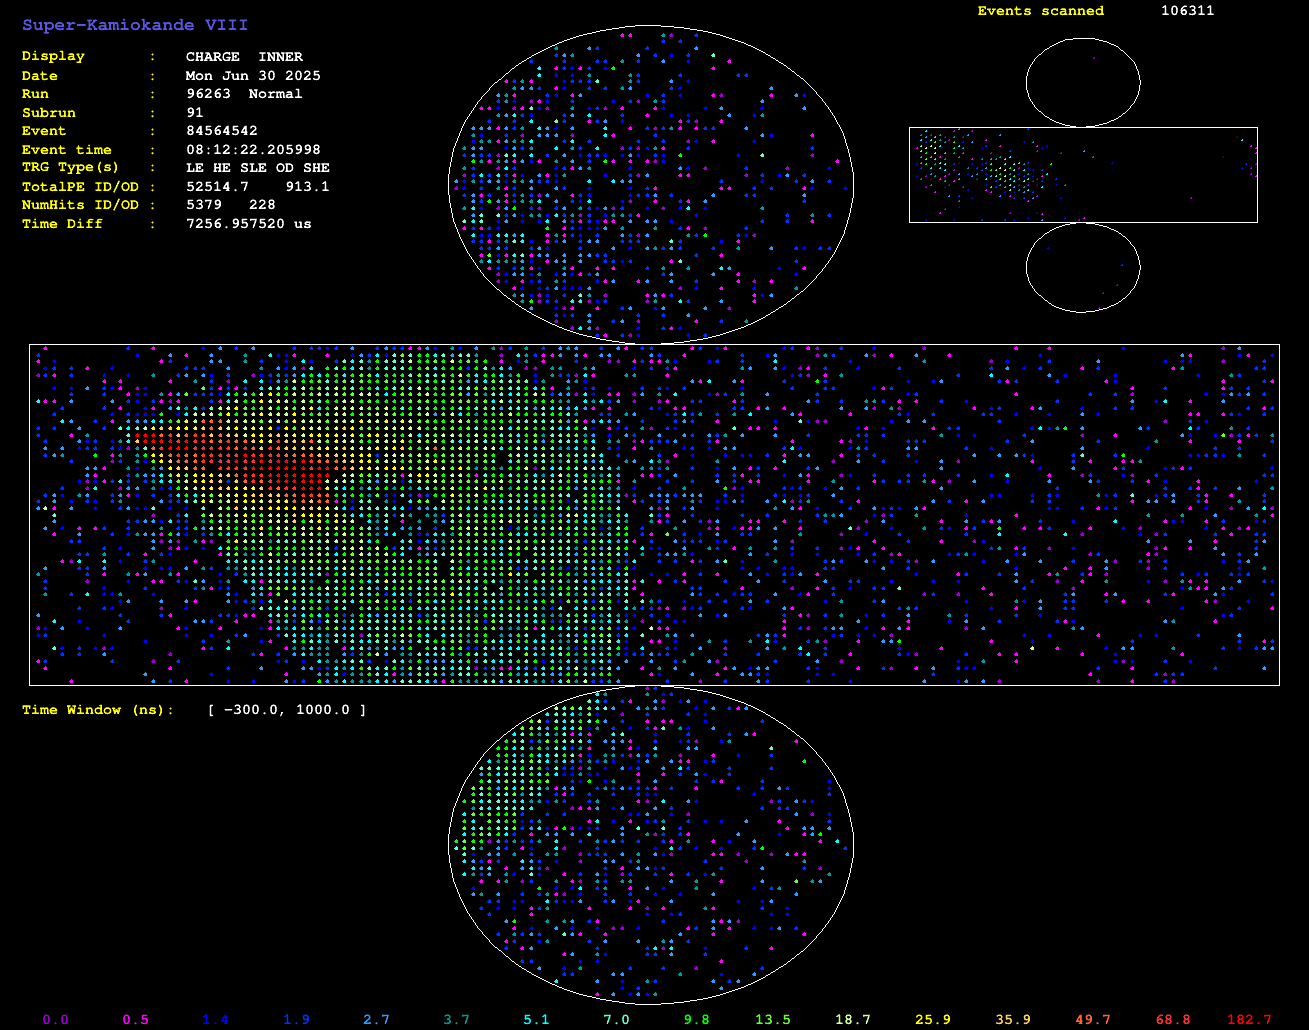 Super-Kamiokande VIII
Display : CHARGE INNER
Date : Mon Jun 30 2025
Run : 96263 Normal
Subrun : 91
Event : 84564542
Event time : 08:12:22.205998
TRG Type(s) : LE HE SLE OD SHE
TotalPE ID/OD : 52514.7 913.1
NumHits ID/OD : 5379 228
Time Diff : 7256.957520 us
Events scanned 106311
Time Window (ns): [ -300.0, 1000.0 ]
0.0 0.5 1.4 1.9 2.7 3.7 5.1 7.0 9.8 13.5 18.7 25.9 35.9 49.7 68.8 182.7